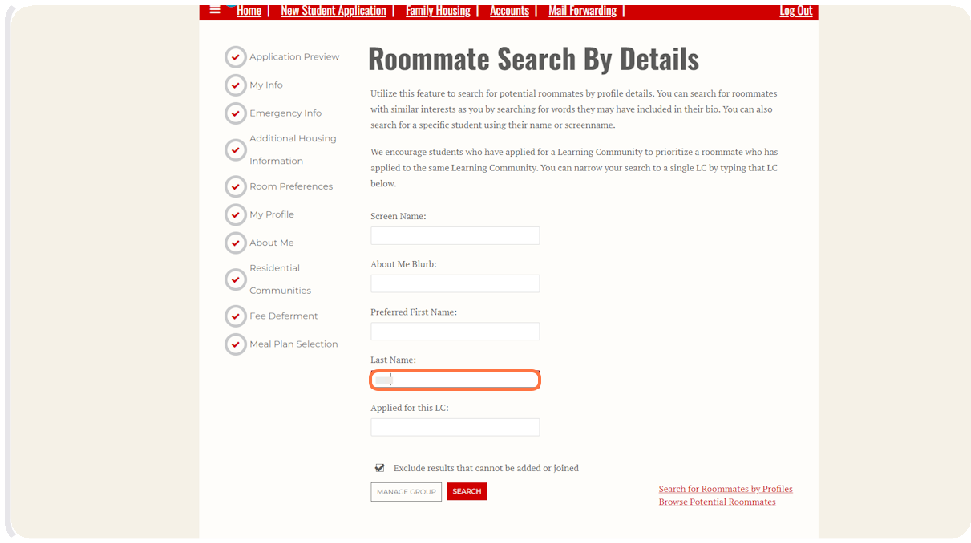 Home | New Student Application | Family Housing | Accounts | Mail Forwarding | Log Out
Application Preview
My Info
Emergency Info
Additional Housing
Information
Room Preferences
My Profile
About Me
Residential
Communities
Fee Deferment
Meal Plan Selection
Roommate Search By Details
Utilize this feature to search for potential roommates by profile details. You can search for roommates
with similar interests as you by searching for words they may have included in their bio. You can also
search for a specific student using their name or screenname.
We encourage students who have applied for a Learning Community to prioritize a roommate who has
applied to the same Learning Community. You can narrow your search to a single LC by typing that LC
below.
Screen Name:
About Me Blurb:
Preferred First Name:
Last Name:
Applied for this LC:
Exclude results that cannot be added or joined
MANAGE GROUP SEARCH
Search for Roommates by Profiles
Browse Potential Roommates